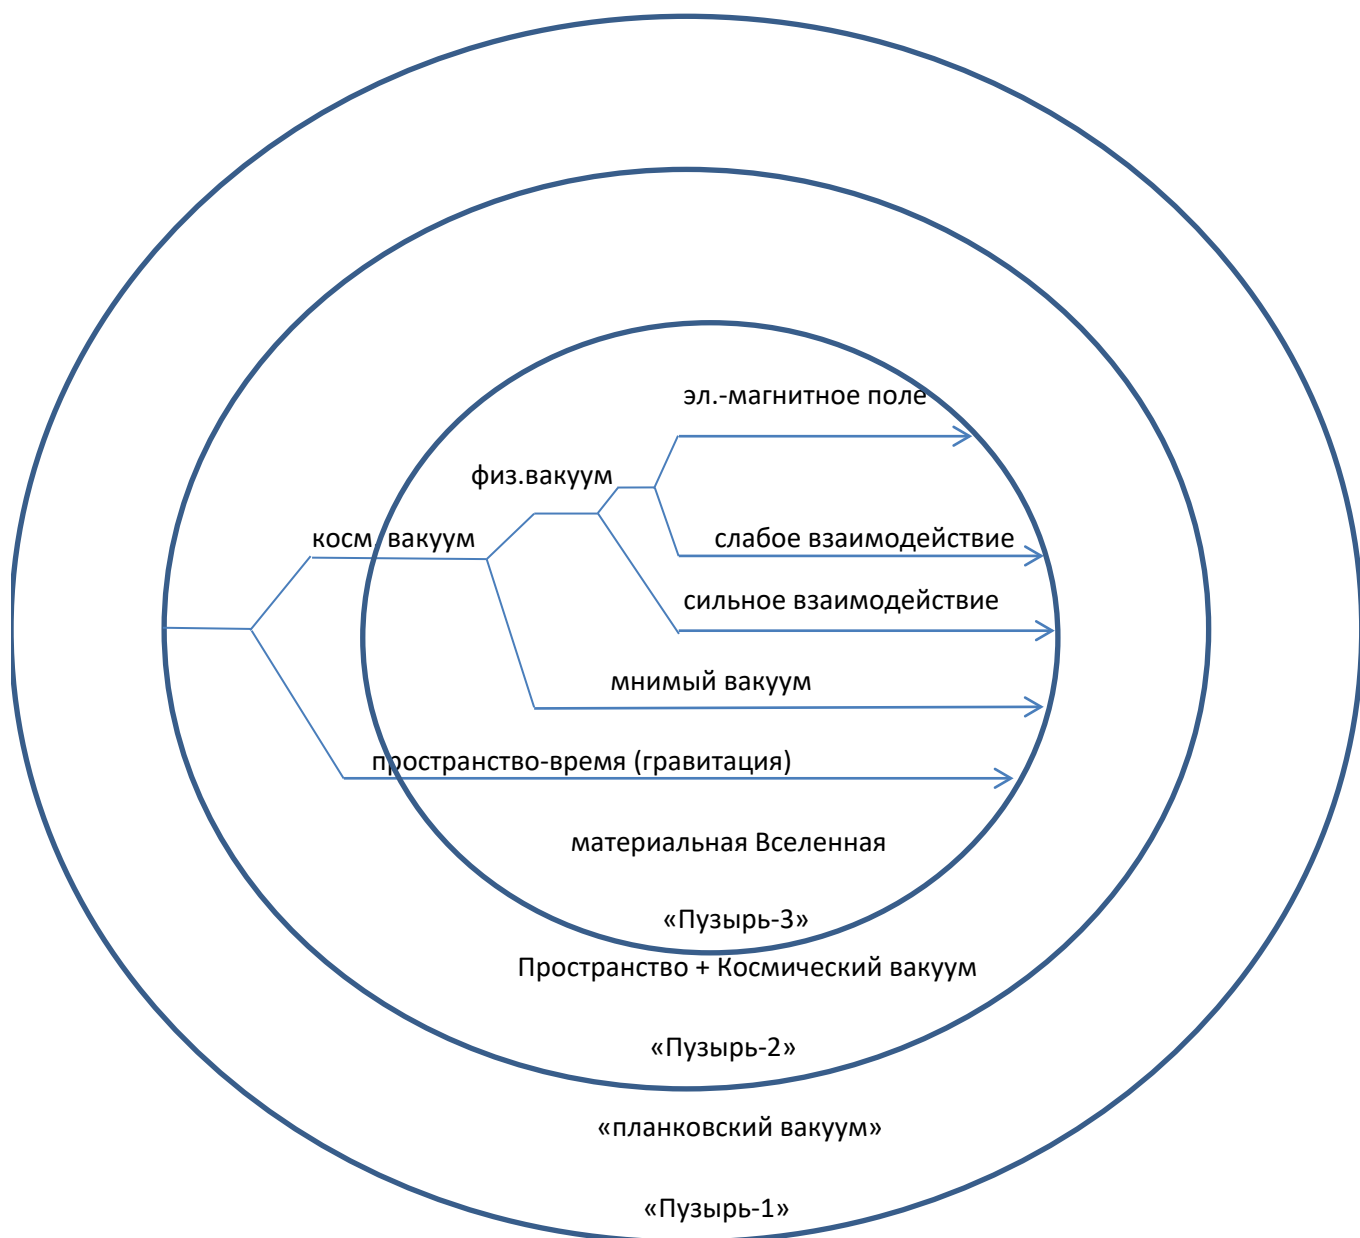 эл.-магнитное поле
физ.вакуум
косм. вакуум
слабое взаимодействие
сильное взаимодействие
мнимый вакуум
пространство-время (гравитация)
материальная Вселенная
«Пузырь-3»
Пространство + Космический вакуум
«Пузырь-2»
«планковский вакуум»
«Пузырь-1»